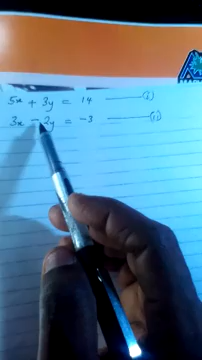 5x + 3y = 14 ——— (i)
3x - 2y = -3 ——— (ii)